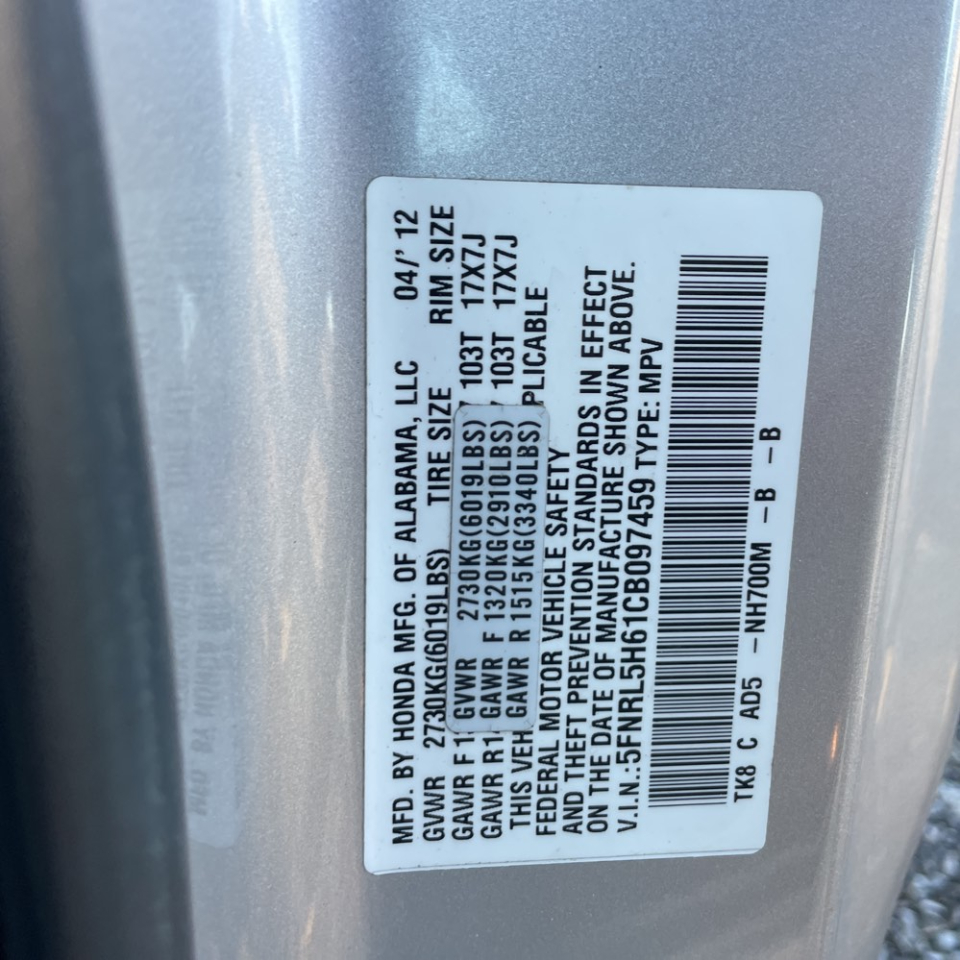 MFD. BY HONDA MFG. OF ALABAMA, LLC 04/' 12
GVWR 2730KG(6019LBS) TIRE SIZE RIM SIZE
GAWR F 13 103T 17X7J
GAWR R1 103T 17X7J
GVWR 2730KG(6019LBS)
GAWR F 1320KG(2910LBS)
GAWR R 1515KG(3340LBS)
THIS VEH PLICABLE
FEDERAL MOTOR VEHICLE SAFETY
AND THEFT PREVENTION STANDARDS IN EFFECT
ON THE DATE OF MANUFACTURE SHOWN ABOVE.
V.I.N.:5FNRL5H61CB097459 TYPE: MPV
TK8 C AD5 -NH700M -B -B